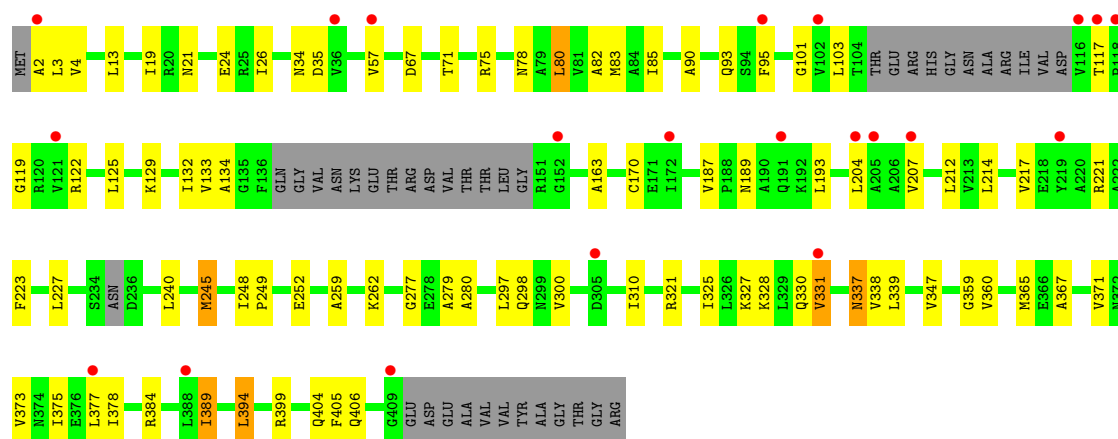 MET A2 L3 V4 L13 I19 R20 N21 E24 R25 I26 N34 D35 V36 V57 D67 T71 R75 N78 A79 L80 V81 A82 M83 A84 I85 A90 Q93 S94 F95 G101 V102 L103 T104 THR GLU ARG HIS GLY ASN ALA ARG ILE VAL ASP V116 T117 R118
G119 R120 V121 R122 L125 K129 I132 V133 A134 G135 F136 GLN GLY VAL ASN LYS GLU THR ARG ASP VAL THR THR LEU GLY R151 G152 A163 C170 E171 I172 V187 P188 N189 A190 Q191 K192 L193 L204 A205 A206 V207 L212 V213 L214 V217 E218 Y219 A220 R221 A222
F223 L227 S234 ASN D236 L240 M245 I248 P249 E252 A259 K262 G277 E278 A279 A280 L297 Q298 N299 V300 D305 I310 R321 I325 L326 K327 K328 L329 Q330 V331 N337 V338 L339 V347 G359 V360 M365 E366 A367 V371 V372
V373 N374 I375 E376 L377 I378 R384 L388 I389 L394 R399 Q404 F405 Q406 G409 GLU ASP GLU ALA VAL VAL TYR ALA GLY THR GLY ARG